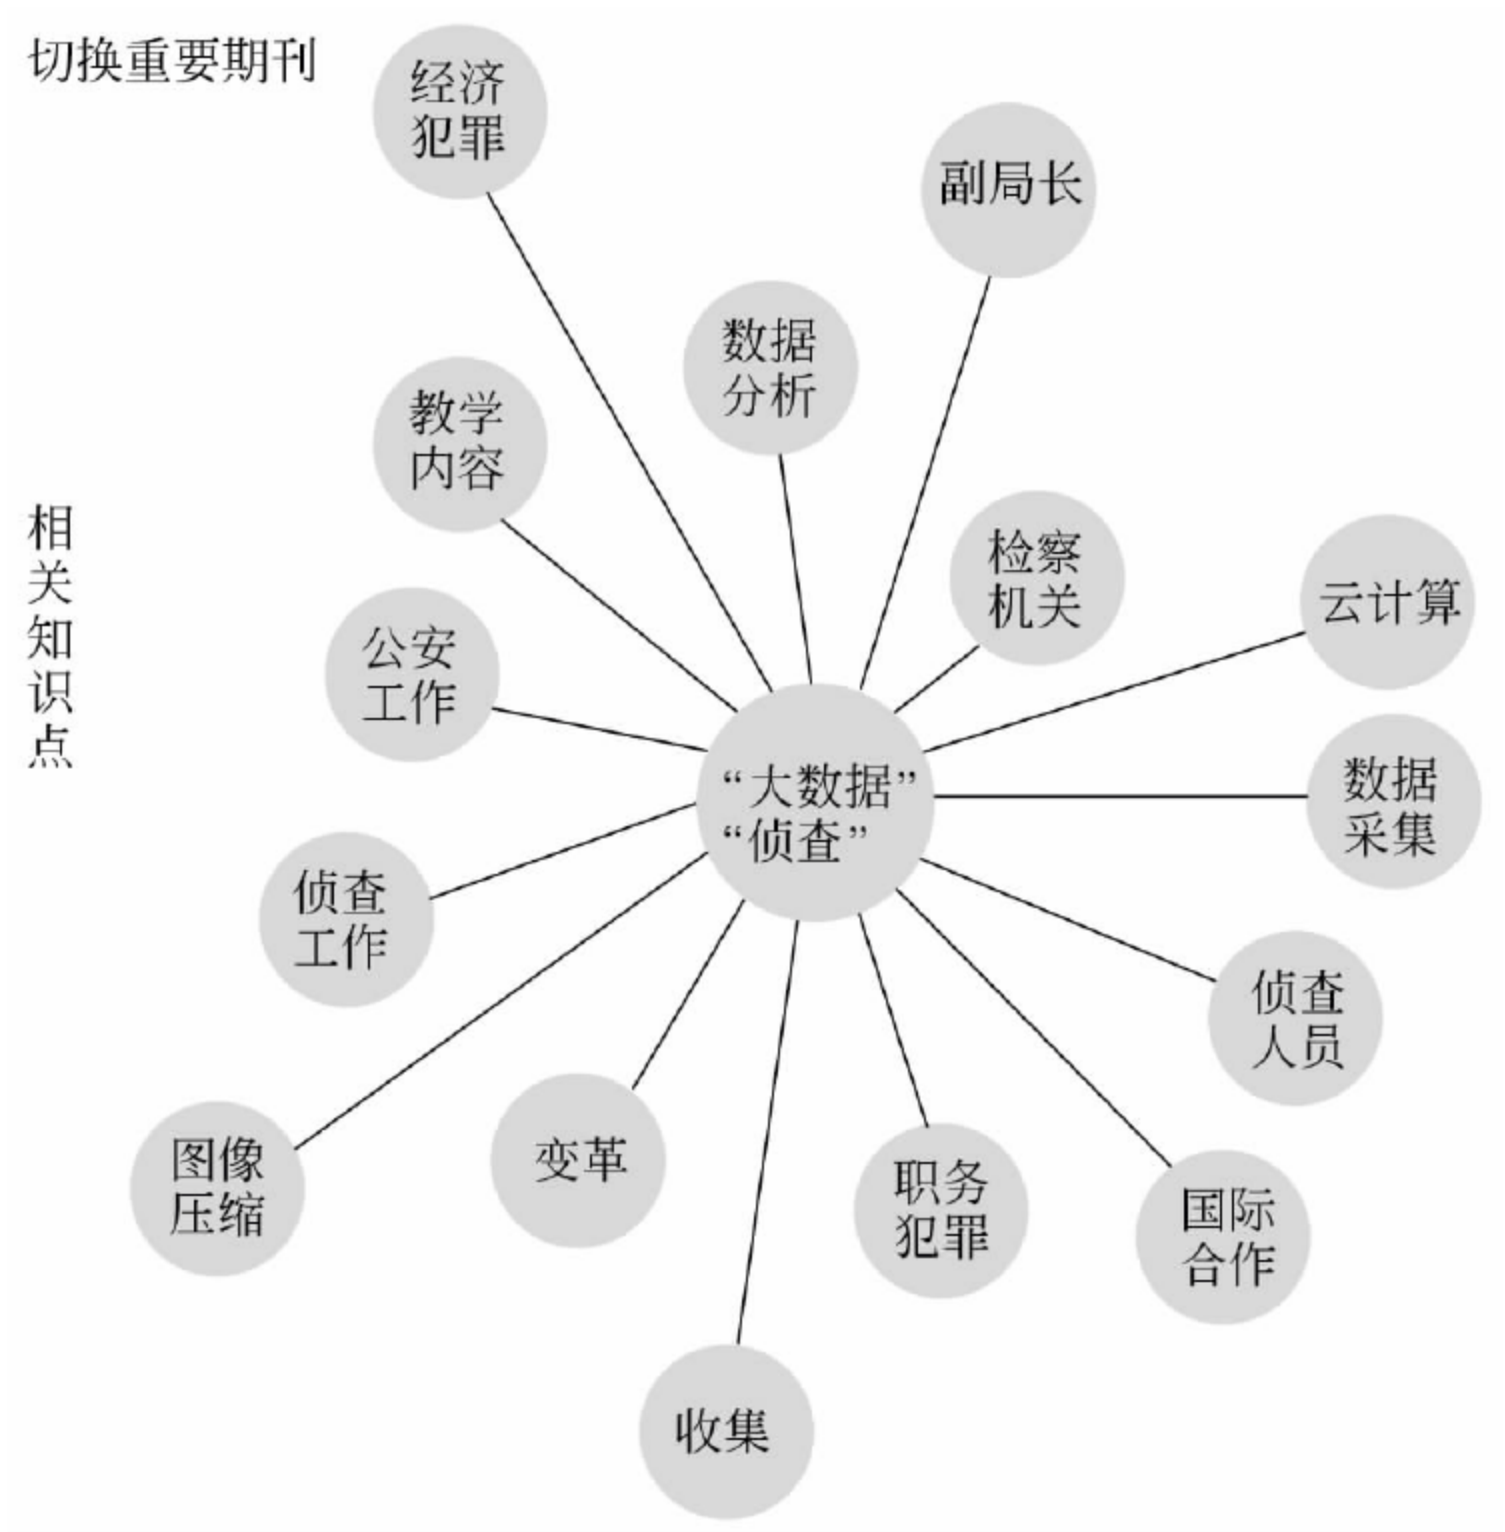 切换重要期刊
经济
犯罪
副局长
数据
分析
教学
内容
检察
机关
云计算
相
关
知
识
点
公安
工作
“大数据”
“侦查”
数据
采集
侦查
工作
侦查
人员
图像
压缩
变革
职务
犯罪
国际
合作
收集